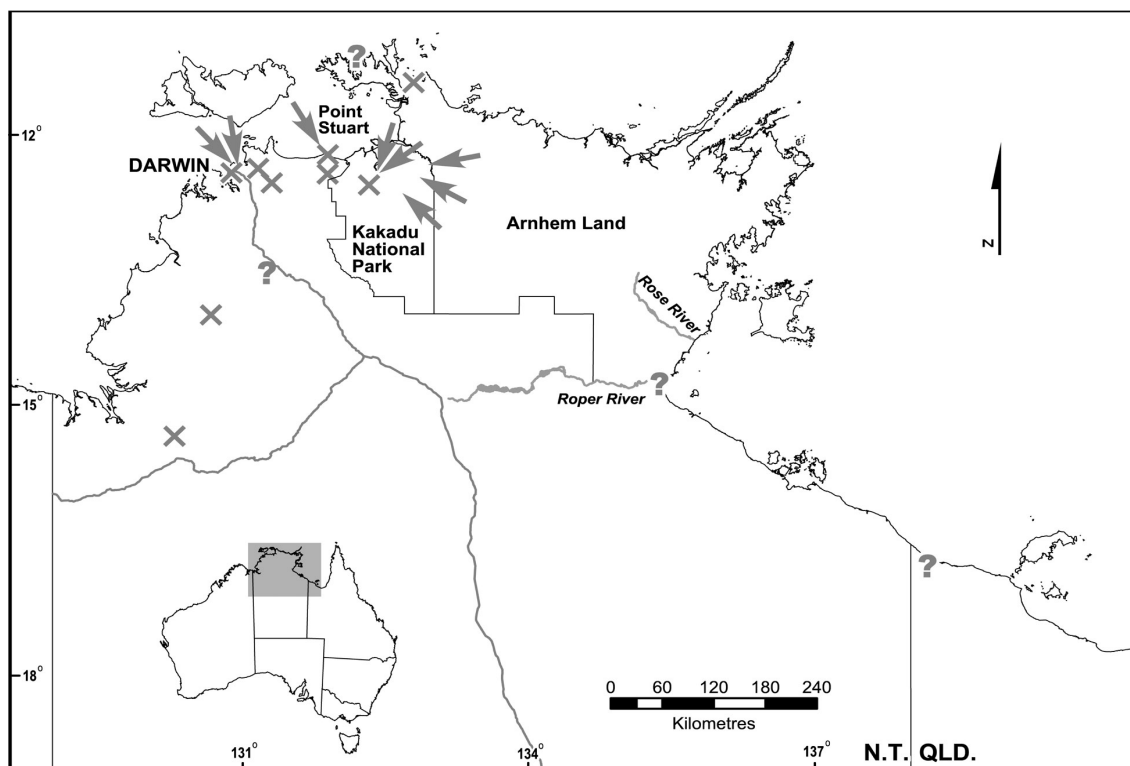 ?
12°
Point
Stuart
DARWIN
Kakadu
National
Park
Arnhem Land
N
?
Rose River
?
15°
Roper River
?
18°
0 60 120 180 240
Kilometres
131° 134° 137°
N.T. QLD.